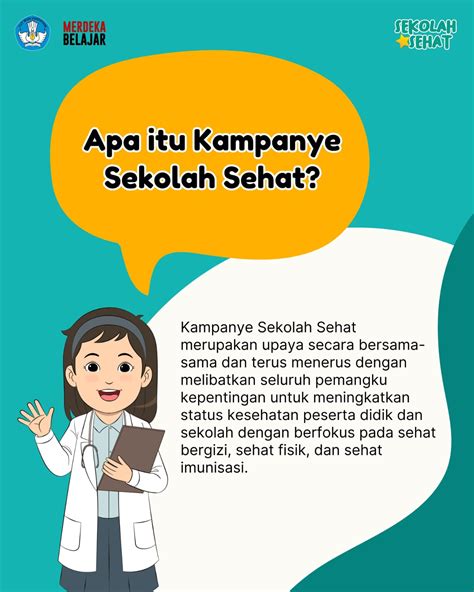 MERDEKA
BELAJAR
SEKOLAH
SEHAT
Apa itu Kampanye
Sekolah Sehat?
Kampanye Sekolah Sehat
merupakan upaya secara bersama-
sama dan terus menerus dengan
melibatkan seluruh pemangku
kepentingan untuk meningkatkan
status kesehatan peserta didik dan
sekolah dengan berfokus pada sehat
bergizi, sehat fisik, dan sehat
imunisasi.